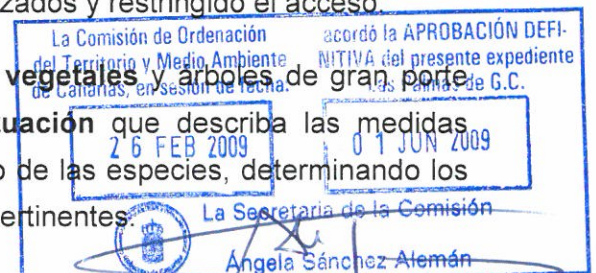 zados y restringido el acceso.
La Comisión de Ordenación
del Territorio y Medio Ambiente
de Canarias, en sesión de fecha:
26 FEB 2009
acordó la APROBACIÓN DEFI-
NITIVA del presente expediente
Las Palmas de G.C.
01 JUN 2009
vegetales y árboles de gran porte
uación que describa las medidas
o de las especies, determinando los
ertinentes.
La Secretaria de la Comisión
Ángela Sánchez Alemán